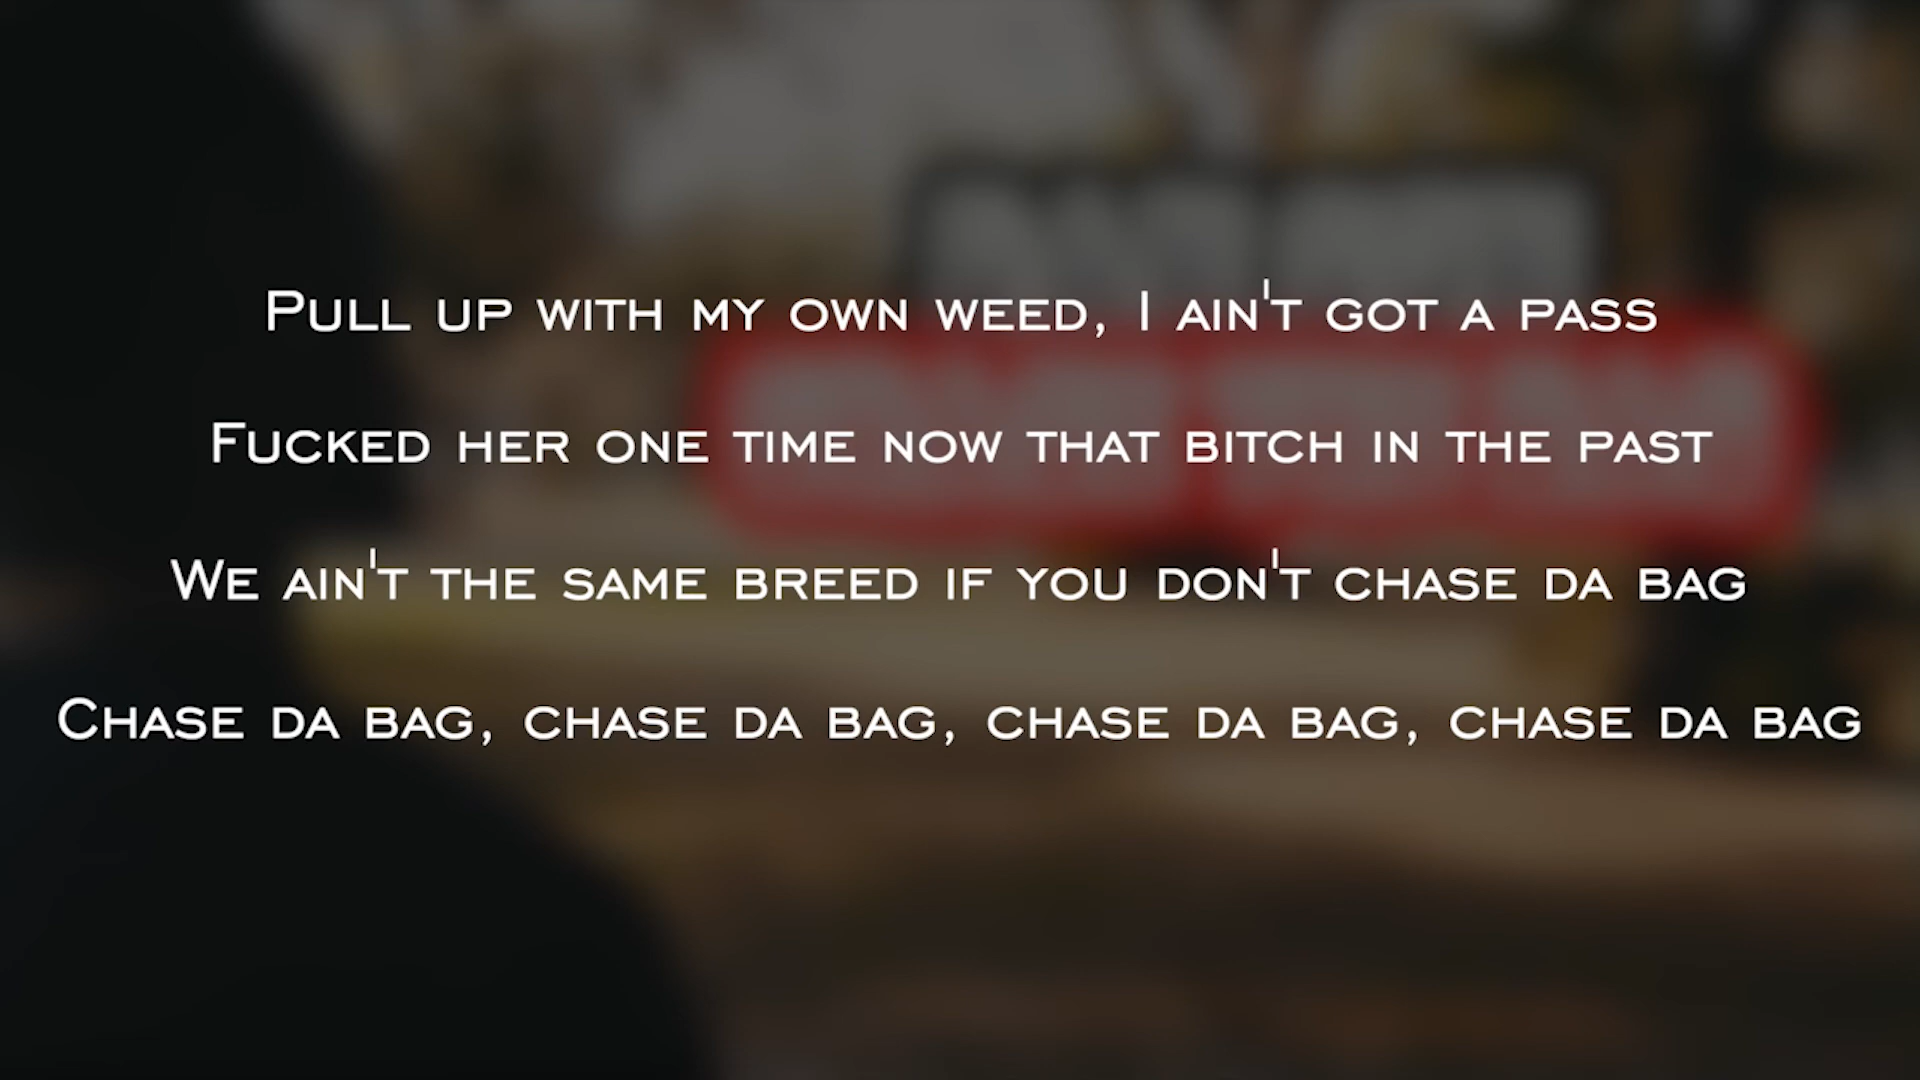 Pull up with my own weed, I ain't got a pass
Fucked her one time now that bitch in the past
We ain't the same breed if you don't chase da bag
Chase da bag, chase da bag, chase da bag, chase da bag